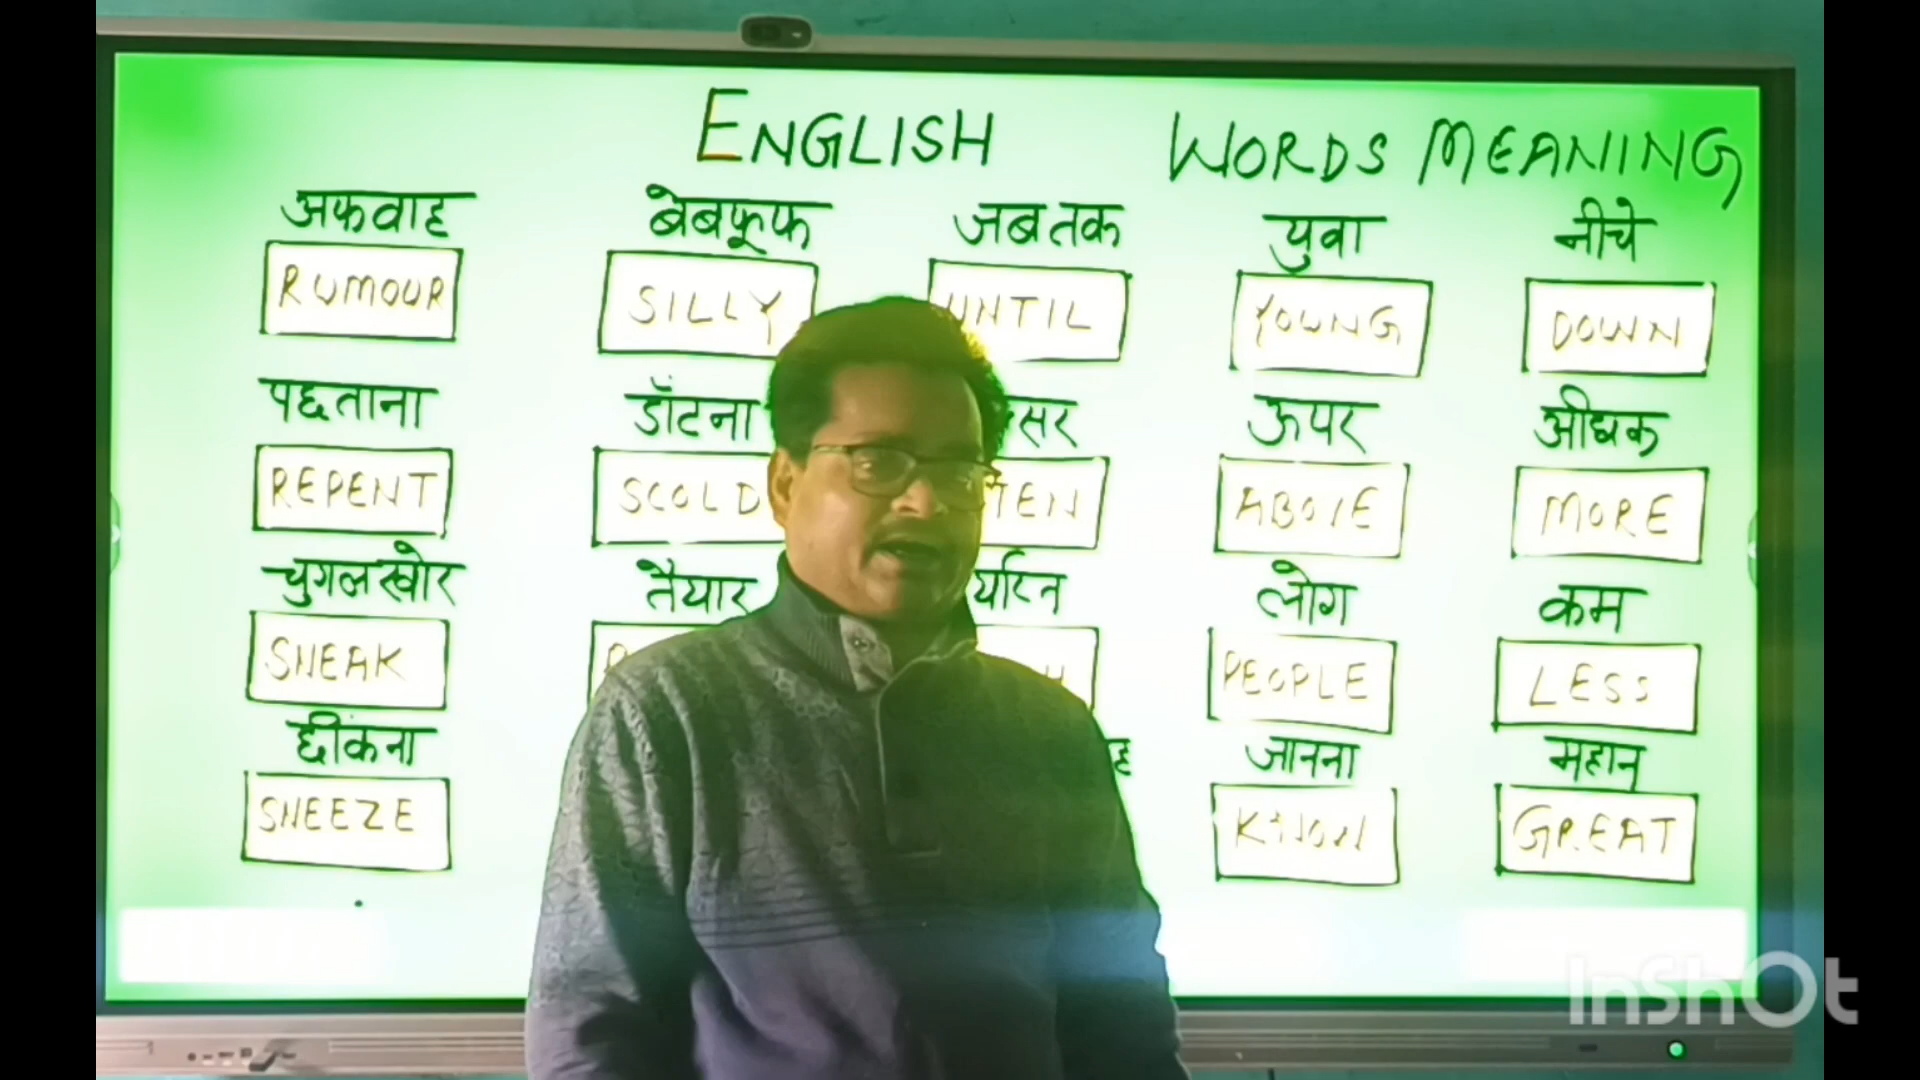 ENGLISH WORDS MEANING
अफवाह बेबफूफ जबतक युवा नीचे
RUMOUR SILLY UNTIL YOUNG DOWN
पछताना डाँटना ऊपर अधिक
REPENT SCOLD ABOVE MORE
चुगलखोर तैयार लोग कम
SNEAK PEOPLE LESS
छींकना जानना महान
SNEEZE KNOW GREAT
InShOt